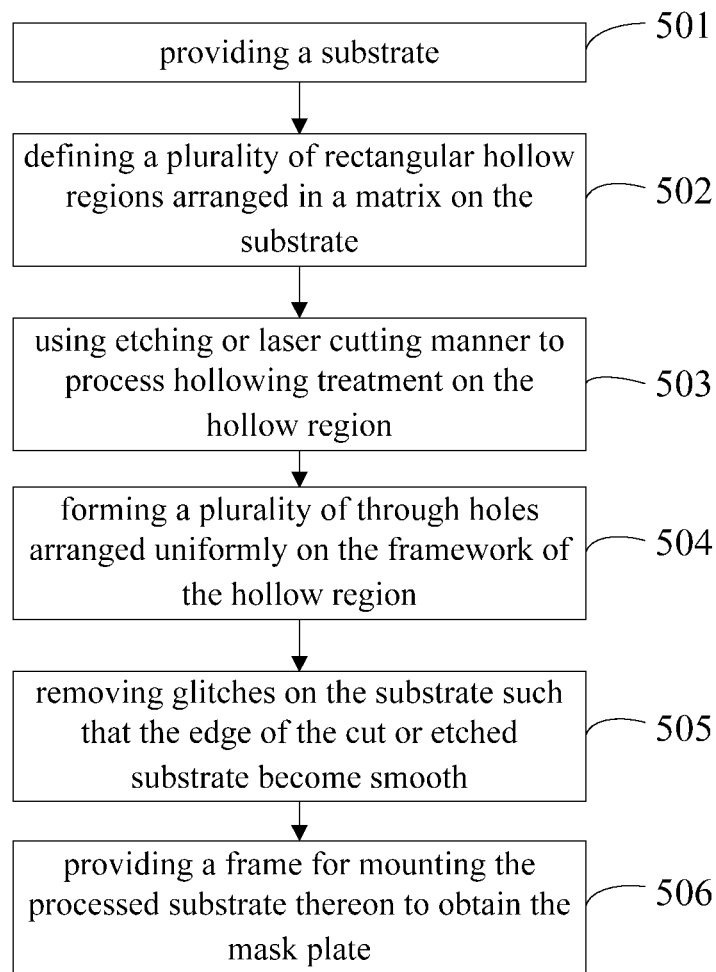 providing a substrate
501
defining a plurality of rectangular hollow
regions arranged in a matrix on the
substrate
502
using etching or laser cutting manner to
process hollowing treatment on the
hollow region
503
forming a plurality of through holes
arranged uniformly on the framework of
the hollow region
504
removing glitches on the substrate such
that the edge of the cut or etched
substrate become smooth
505
providing a frame for mounting the
processed substrate thereon to obtain the
mask plate
506